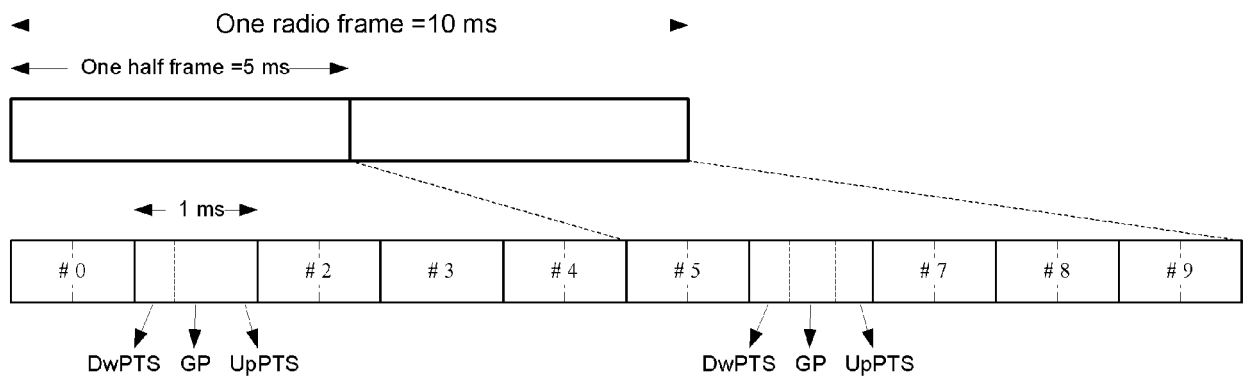 One radio frame =10 ms
One half frame =5 ms
1 ms
# 0 # 2 # 3 # 4 # 5 # 7 # 8 # 9
DwPTS GP UpPTS DwPTS GP UpPTS